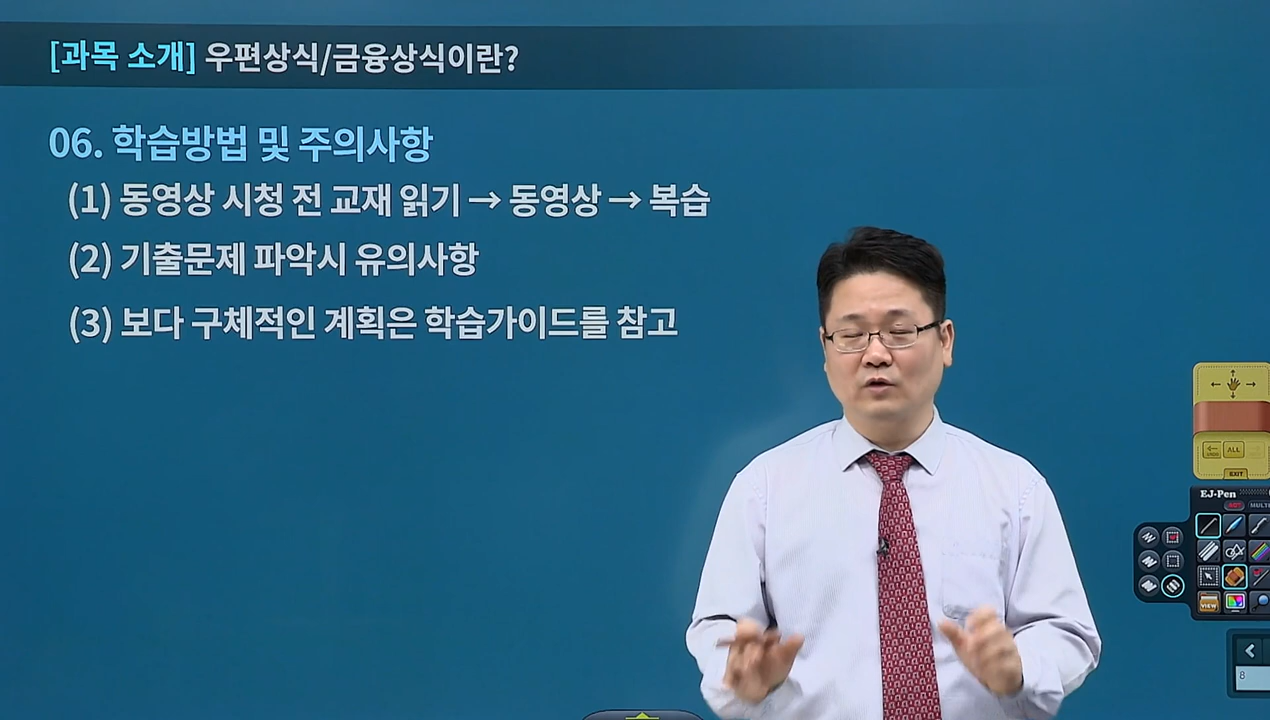 [과목 소개] 우편상식/금융상식이란?
06. 학습방법 및 주의사항
(1) 동영상 시청 전 교재 읽기 → 동영상 → 복습
(2) 기출문제 파악시 유의사항
(3) 보다 구체적인 계획은 학습가이드를 참고
ALL
EXIT
EJ-Pen
VIEW
8